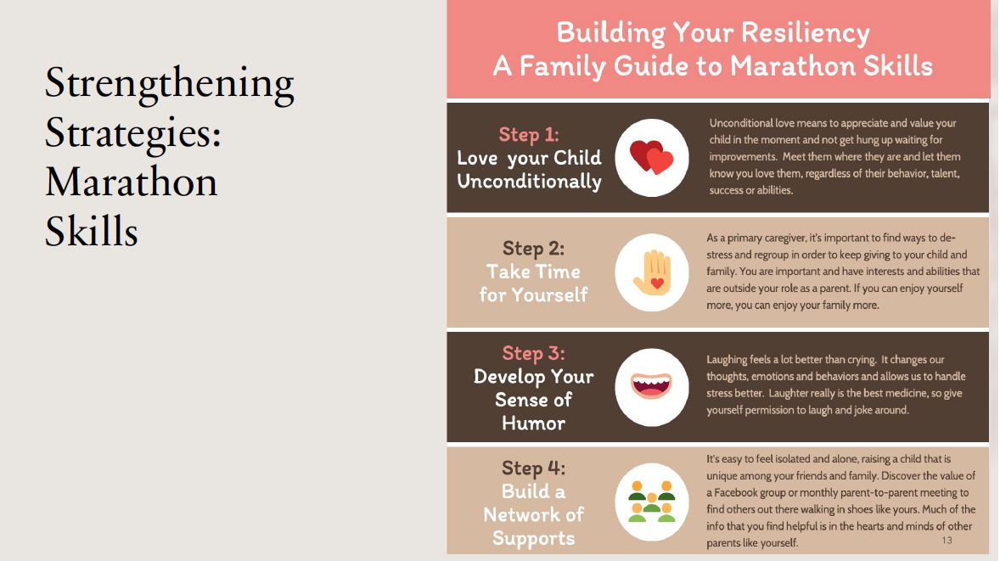 Strengthening
Strategies:
Marathon
Skills
Building Your Resiliency
A Family Guide to Marathon Skills
Step 1:
Love your Child
Unconditionally
Unconditional love means to appreciate and value your
child in the moment and not get hung up waiting for
improvements. Meet them where they are and let them
know you love them, regardless of their behavior, talent,
success or abilities.
Step 2:
Take Time
for Yourself
As a primary caregiver, it's important to find ways to de-
stress and regroup in order to keep giving to your child and
family. You are important and have interests and abilities that
are outside your role as a parent. If you can enjoy yourself
more, you can enjoy your family more.
Step 3:
Develop Your
Sense of
Humor
Laughing feels a lot better than crying. It changes our
thoughts, emotions and behaviors and allows us to handle
stress better. Laughter really is the best medicine, so give
yourself permission to laugh and joke around.
Step 4:
Build a
Network of
Supports
It's easy to feel isolated and alone, raising a child that is
unique among your friends and family. Discover the value of
a Facebook group or monthly parent-to-parent meeting to
find others out there walking in shoes like yours. Much of the
info that you find helpful is in the hearts and minds of other
parents like yourself.
13